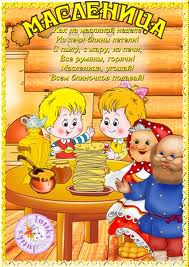 МАСЛЕНИЦА
Как на масляной неделе
Из печи блины летели!
С пылу, с жару, из печи,
Все румяны, горячи!
Масленица, угощай!
Всем блиночков подавай!